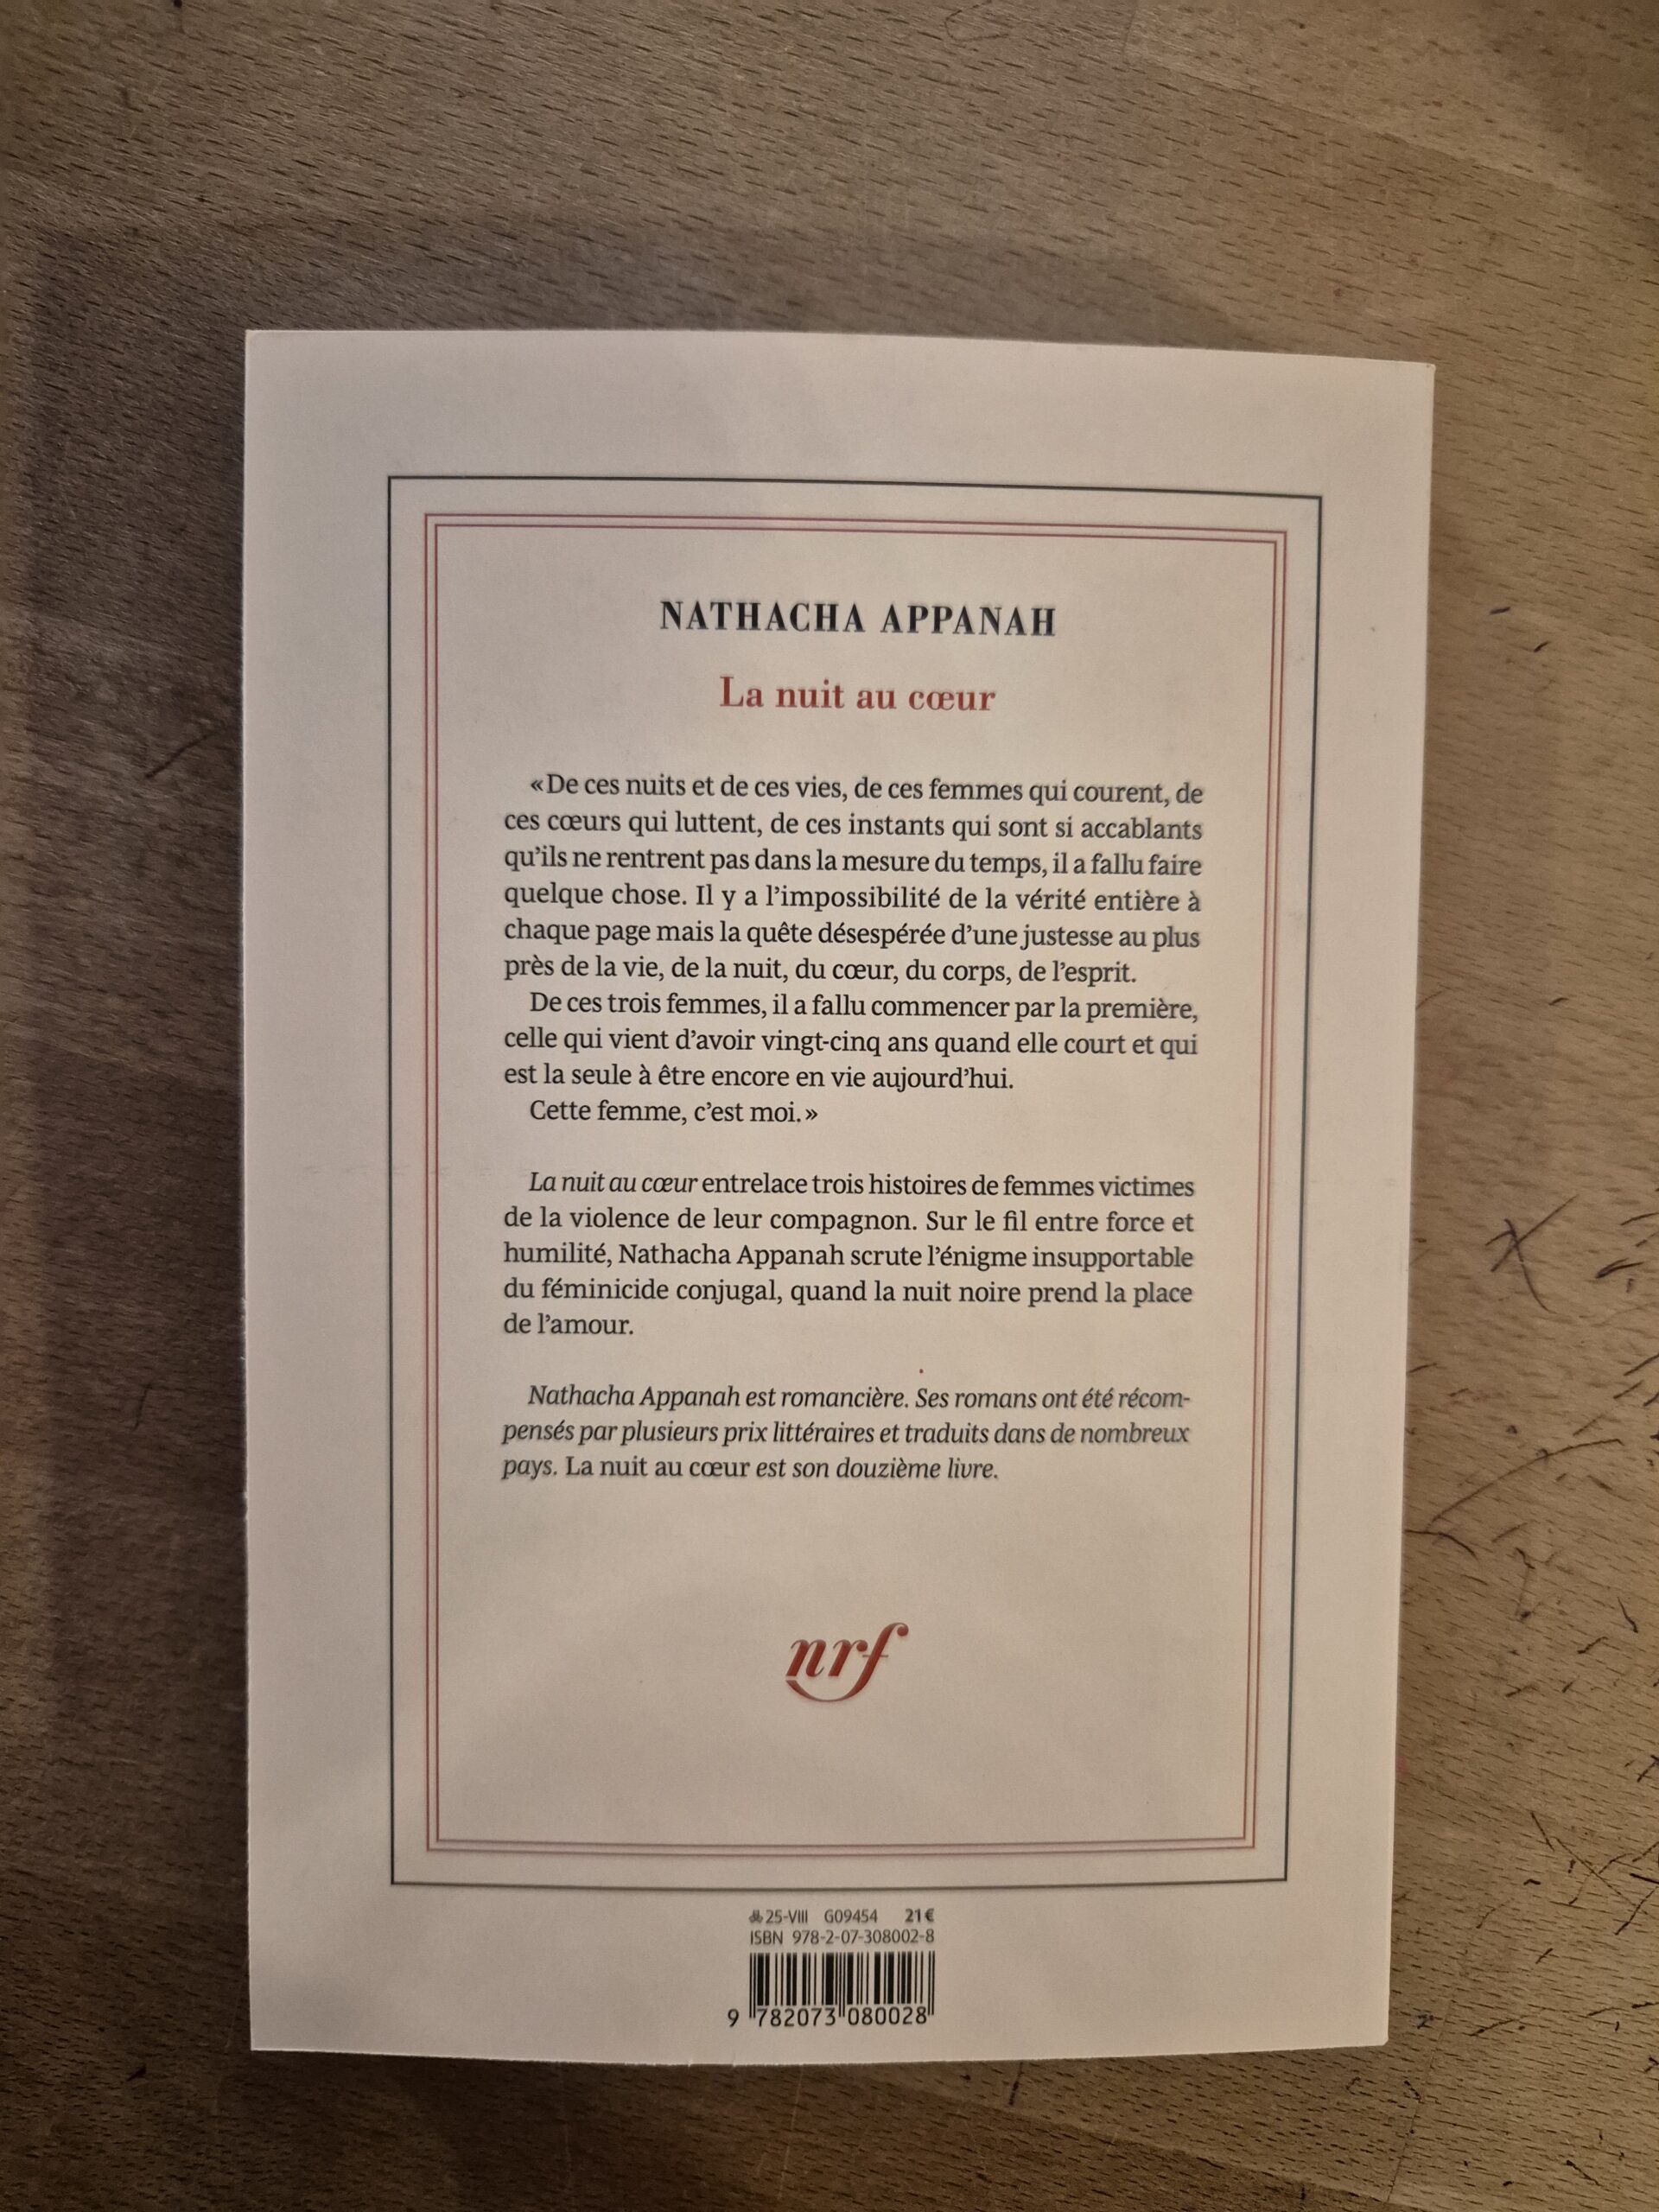 NATHACHA APPANAH
La nuit au cœur
«De ces nuits et de ces vies, de ces femmes qui courent, de
ces cœurs qui luttent, de ces instants qui sont si accablants
qu’ils ne rentrent pas dans la mesure du temps, il a fallu faire
quelque chose. Il y a l’impossibilité de la vérité entière à
chaque page mais la quête désespérée d’une justesse au plus
près de la vie, de la nuit, du cœur, du corps, de l’esprit.
De ces trois femmes, il a fallu commencer par la première,
celle qui vient d’avoir vingt-cinq ans quand elle court et qui
est la seule à être encore en vie aujourd’hui.
Cette femme, c’est moi.»
La nuit au cœur entrelace trois histoires de femmes victimes
de la violence de leur compagnon. Sur le fil entre force et
humilité, Nathacha Appanah scrute l’énigme insupportable
du féminicide conjugal, quand la nuit noire prend la place
de l’amour.
Nathacha Appanah est romancière. Ses romans ont été récom-
pensés par plusieurs prix littéraires et traduits dans de nombreux
pays. La nuit au cœur est son douzième livre.
nrf
25-VIII G09454 21€
ISBN 978-2-07-308002-8
9 782073 080028